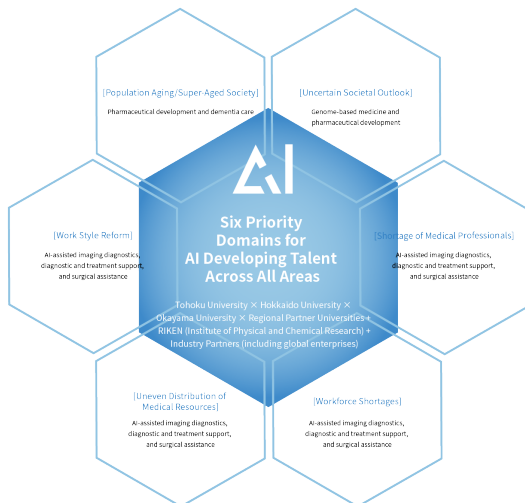 [Population Aging/Super-Aged Society]
Pharmaceutical development and dementia care
[Uncertain Societal Outlook]
Genome-based medicine and
pharmaceutical development
AI
Six Priority
Domains for
AI Developing Talent
Across All Areas
Tohoku University × Hokkaido University ×
Okayama University × Regional Partner Universities +
RIKEN (Institute of Physical and Chemical Research) +
Industry Partners (including global enterprises)
[Work Style Reform]
AI-assisted imaging diagnostics,
diagnostic and treatment support,
and surgical assistance
[Shortage of Medical Professionals]
AI-assisted imaging diagnostics,
diagnostic and treatment support,
and surgical assistance
[Uneven Distribution of
Medical Resources]
AI-assisted imaging diagnostics,
diagnostic and treatment support,
and surgical assistance
[Workforce Shortages]
AI-assisted imaging diagnostics,
diagnostic and treatment support,
and surgical assistance